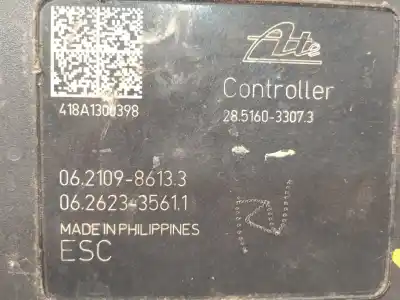 Ate
418A1300398
Controller
28.5160-3307.3
06.2109-8613.3
06.2623-3561.1
MADE IN PHILIPPINES
ESC